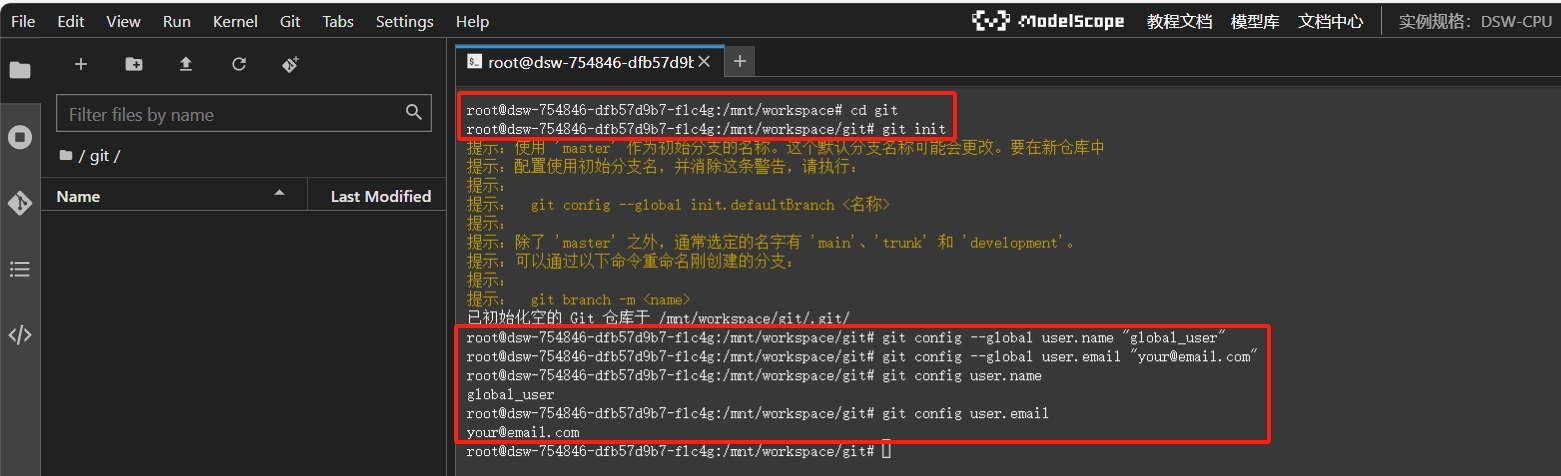 File Edit View Run Kernel Git Tabs Settings Help ModelScope 教程文档 模型库 文档中心 实例规格：DSW-CPU
root@dsw-754846-dfb57d9b
Filter files by name
/ git /
Name Last Modified
root@dsw-754846-dfb57d9b7-flc4g:/mnt/workspace# cd git
root@dsw-754846-dfb57d9b7-flc4g:/mnt/workspace/git# git init
提示：使用 'master' 作为初始分支的名称。这个默认分支名称可能会更改。要在新仓库中
提示：配置使用初始分支名，并消除这条警告，请执行：
提示：
提示： git config --global init.defaultBranch <名称>
提示：
提示：除了 'master' 之外，通常选定的名字有 'main'、'trunk' 和 'development'。
提示：可以通过以下命令重命名刚创建的分支：
提示：
提示： git branch -m <name>
已初始化空的 Git 仓库于 /mnt/workspace/git/.git/
root@dsw-754846-dfb57d9b7-flc4g:/mnt/workspace/git# git config --global user.name "global_user"
root@dsw-754846-dfb57d9b7-flc4g:/mnt/workspace/git# git config --global user.email "your@email.com"
root@dsw-754846-dfb57d9b7-flc4g:/mnt/workspace/git# git config user.name
global_user
root@dsw-754846-dfb57d9b7-flc4g:/mnt/workspace/git# git config user.email
your@email.com
root@dsw-754846-dfb57d9b7-flc4g:/mnt/workspace/git#